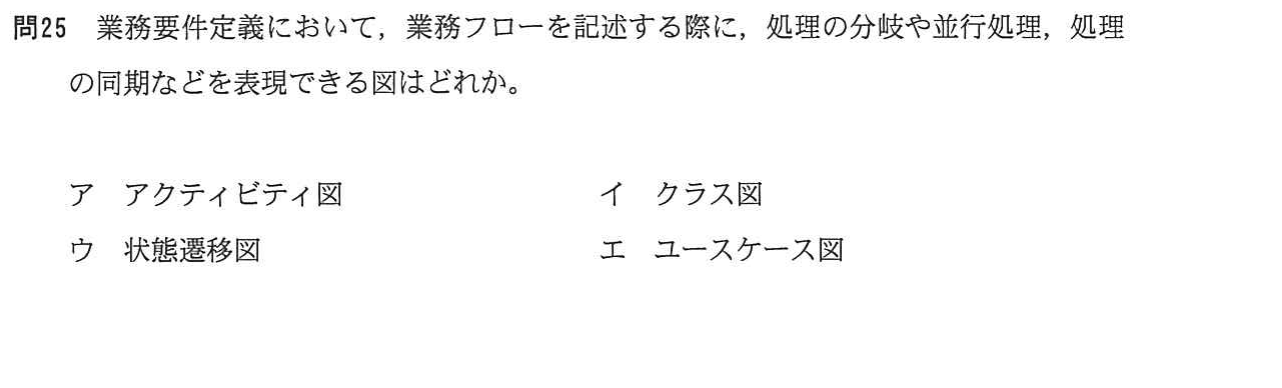 問25　業務要件定義において，業務フローを記述する際に，処理の分岐や並行処理，処理
の同期などを表現できる図はどれか。
ア　アクティビティ図　イ　クラス図
ウ　状態遷移図　エ　ユースケース図